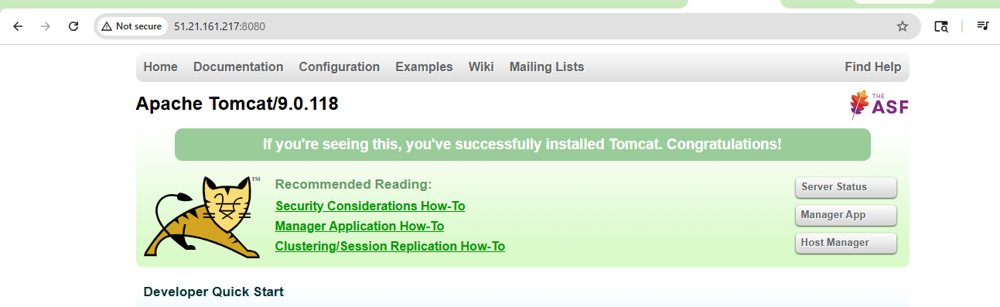 Not secure 51.21.161.217:8080
Home Documentation Configuration Examples Wiki Mailing Lists Find Help
Apache Tomcat/9.0.118
THE
ASF
If you're seeing this, you've successfully installed Tomcat. Congratulations!
TM
Recommended Reading:
Security Considerations How-To
Manager Application How-To
Clustering/Session Replication How-To
Server Status
Manager App
Host Manager
Developer Quick Start